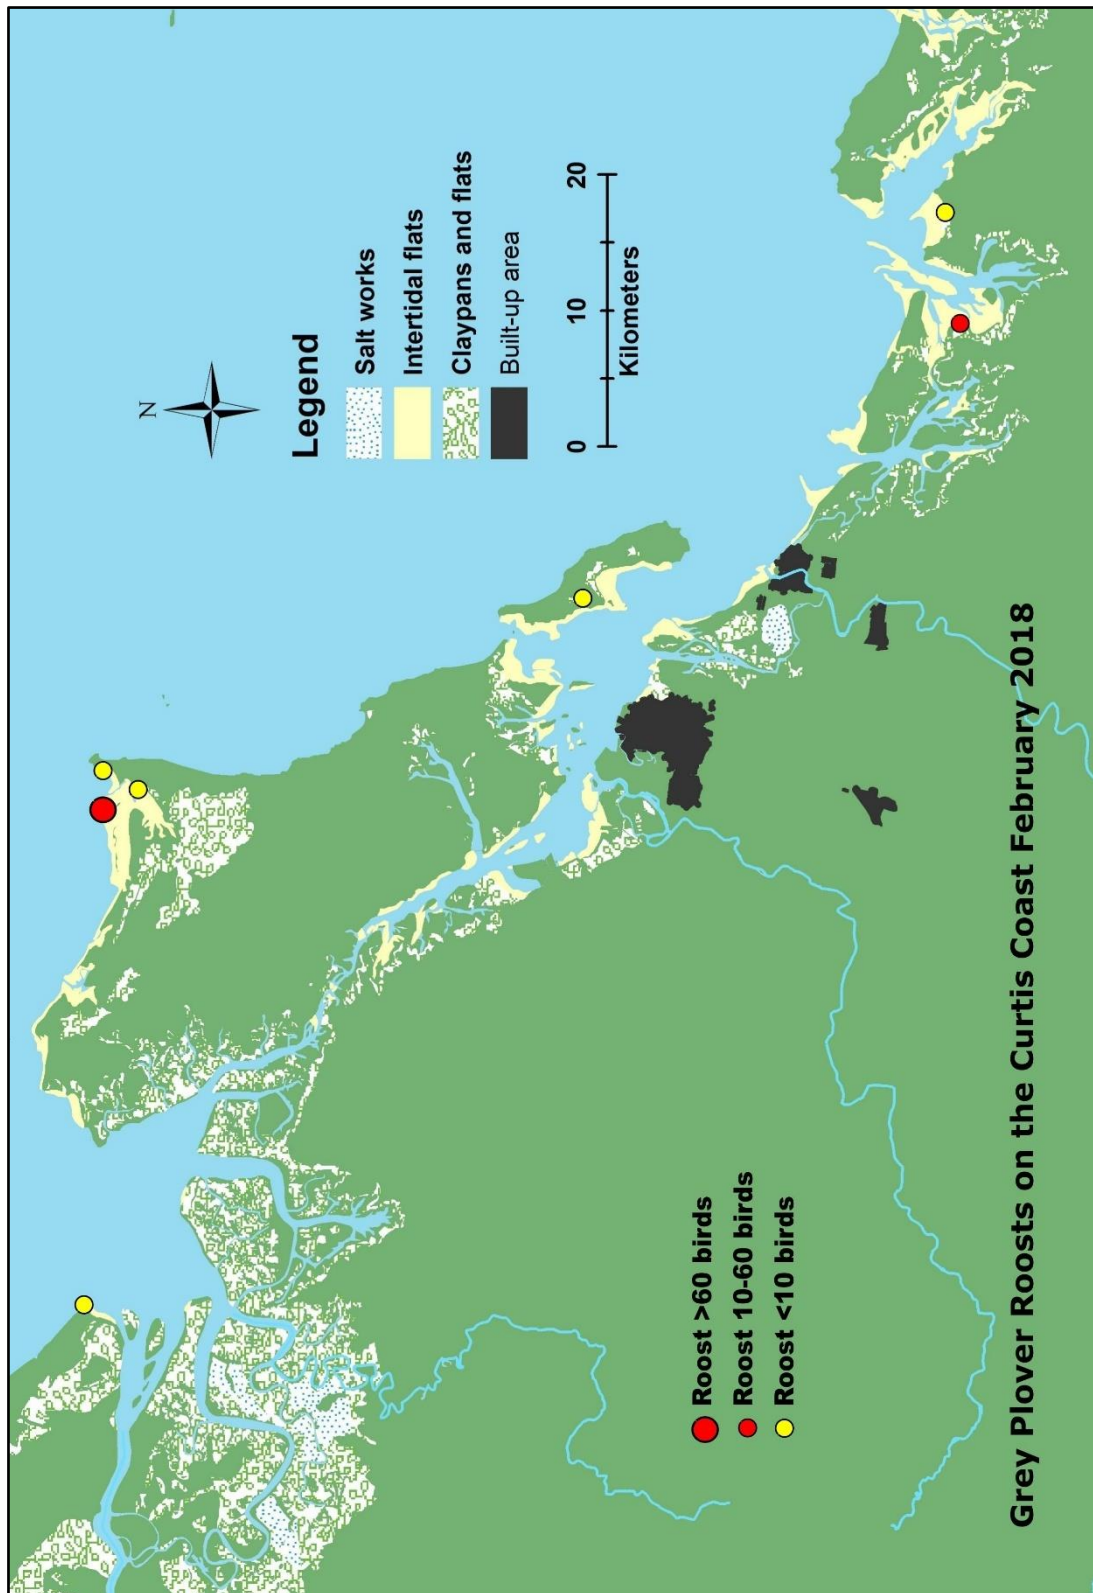 N
Legend
Salt works
Intertidal flats
Claypans and flats
Built-up area
0 10 20
Kilometers
Roost >60 birds
Roost 10-60 birds
Roost <10 birds
Grey Plover Roosts on the Curtis Coast February 2018